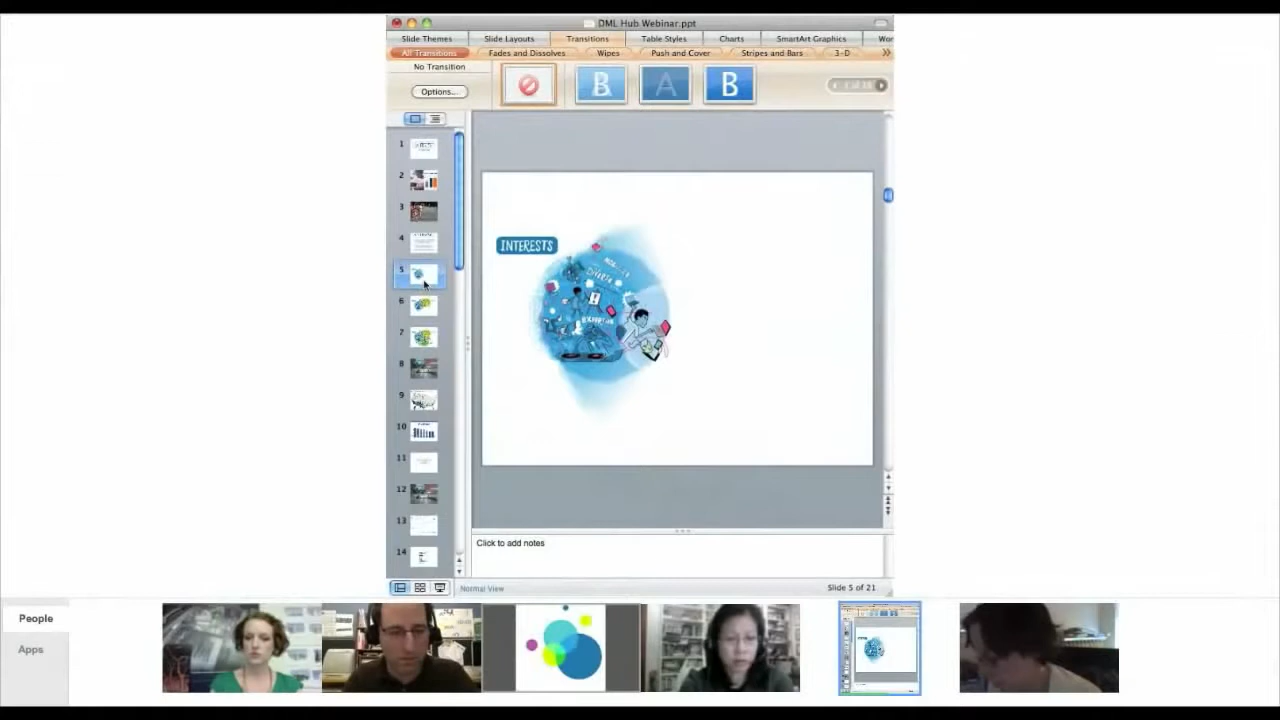 DML Hub Webinar.ppt
Slide Themes
Slide Layouts
Transitions
Table Styles
Charts
SmartArt Graphics
Wor
All Transitions
Fades and Dissolves
Wipes
Push and Cover
Stripes and Bars
3-D
No Transition
Options...
B
A
B
1
2
3
4
5
6
7
8
9
10
11
12
13
14
INTERESTS
Diverse
Click to add notes
Normal View
Slide 5 of 21
People
Apps